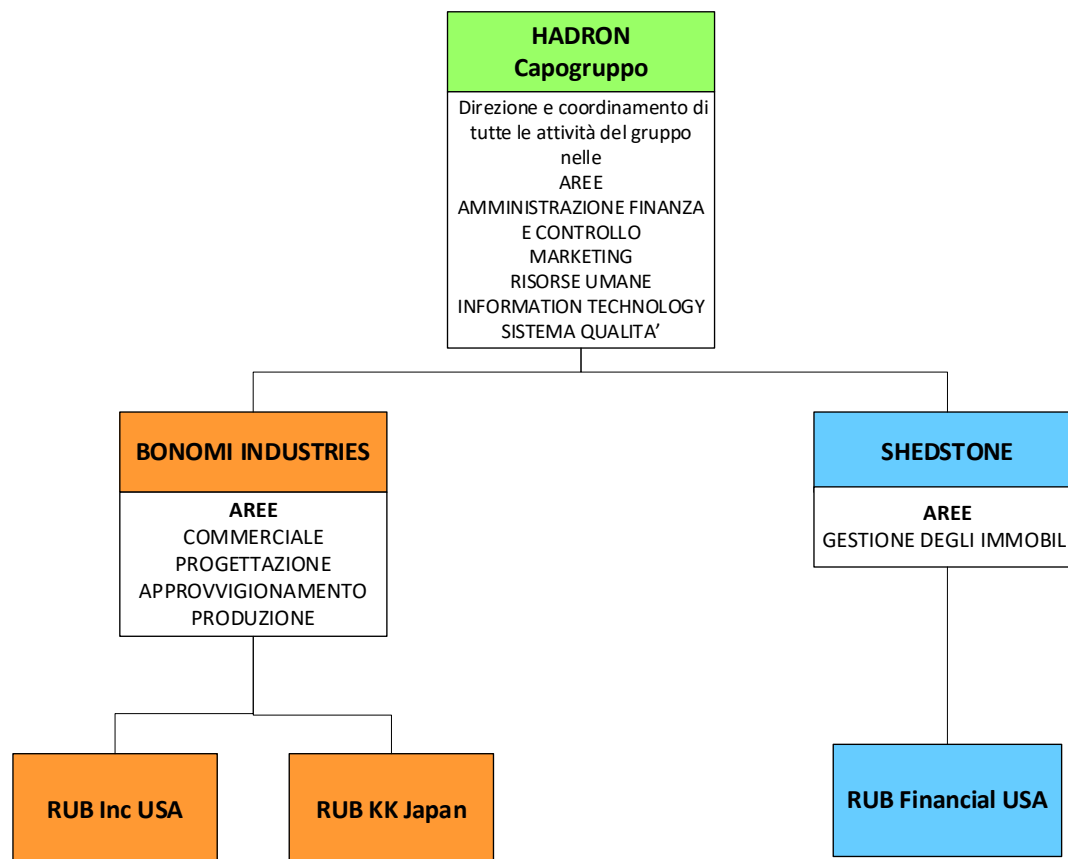 HADRON
Capogruppo
Direzione e coordinamento di
tutte le attività del gruppo
nelle
AREE
AMMINISTRAZIONE FINANZA
E CONTROLLO
MARKETING
RISORSE UMANE
INFORMATION TECHNOLOGY
SISTEMA QUALITA’
BONOMI INDUSTRIES
AREE
COMMERCIALE
PROGETTAZIONE
APPROVVIGIONAMENTO
PRODUZIONE
SHEDSTONE
AREE
GESTIONE DEGLI IMMOBIL
RUB Inc USA
RUB KK Japan
RUB Financial USA